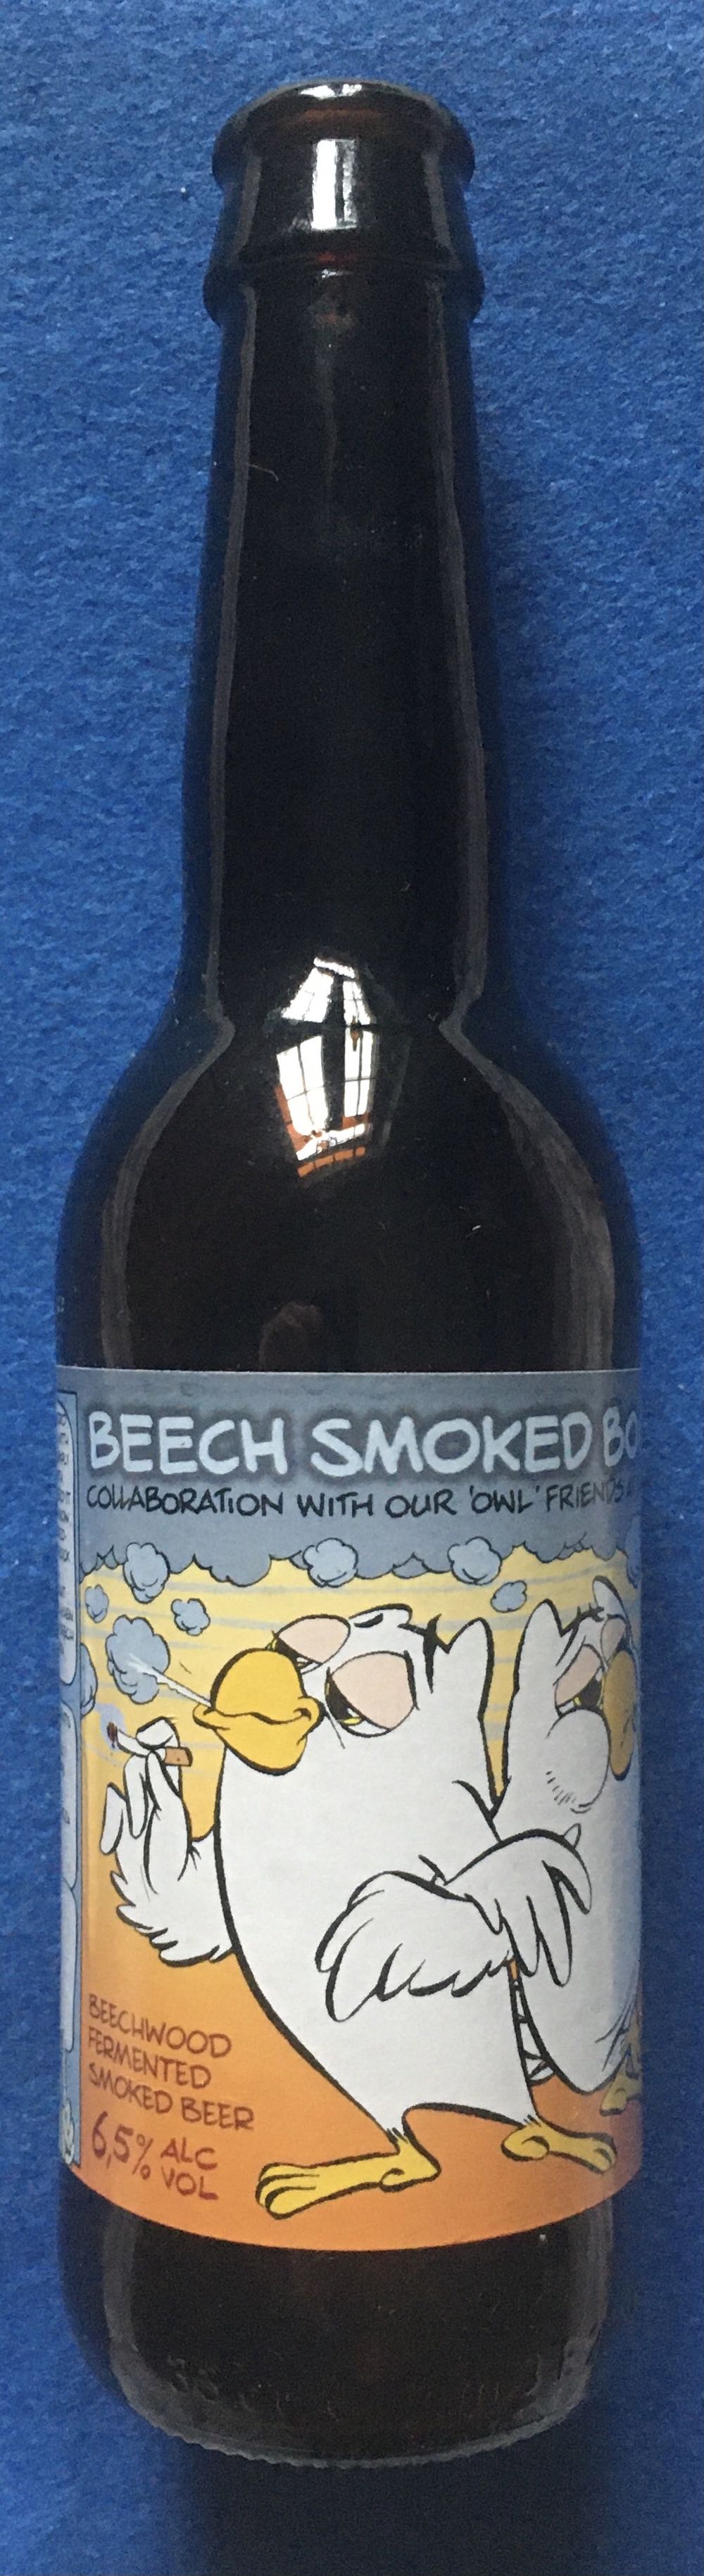 BEECH SMOKED BO
COLLABORATION WITH OUR 'OWL' FRIENDS
BEECHWOOD
FERMENTED
SMOKED BEER
6,5% ALC
VOL